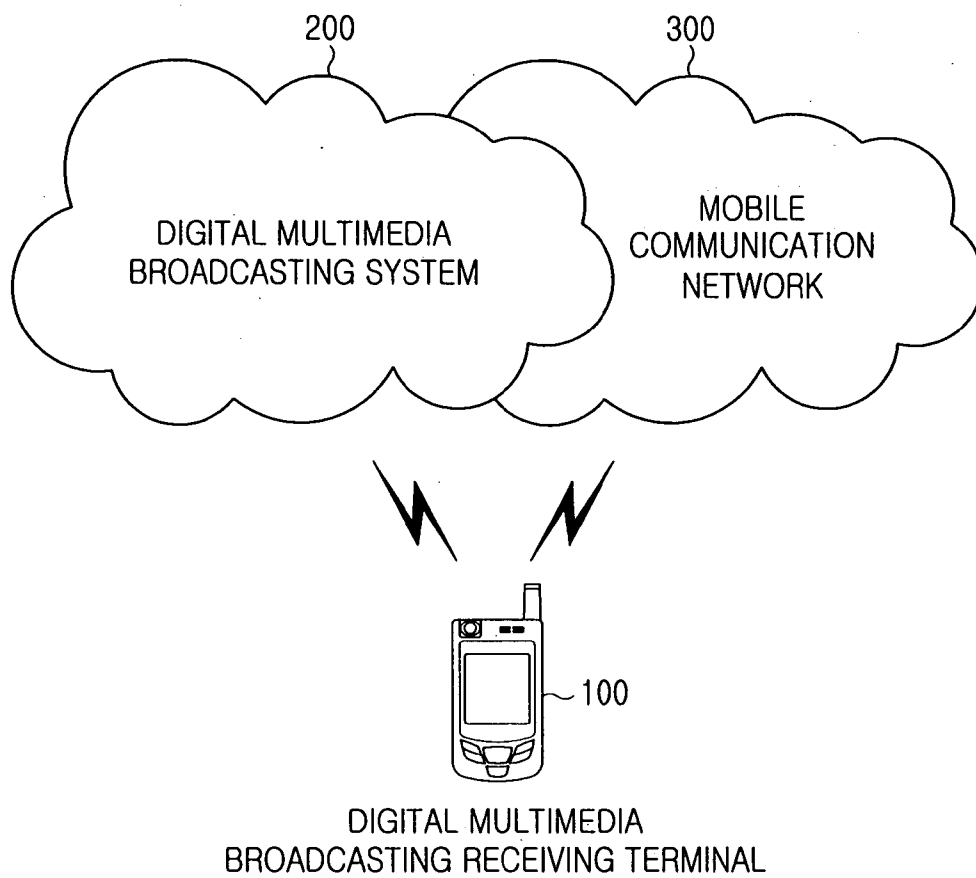 200
300
DIGITAL MULTIMEDIA
BROADCASTING SYSTEM
MOBILE
COMMUNICATION
NETWORK
100
DIGITAL MULTIMEDIA
BROADCASTING RECEIVING TERMINAL